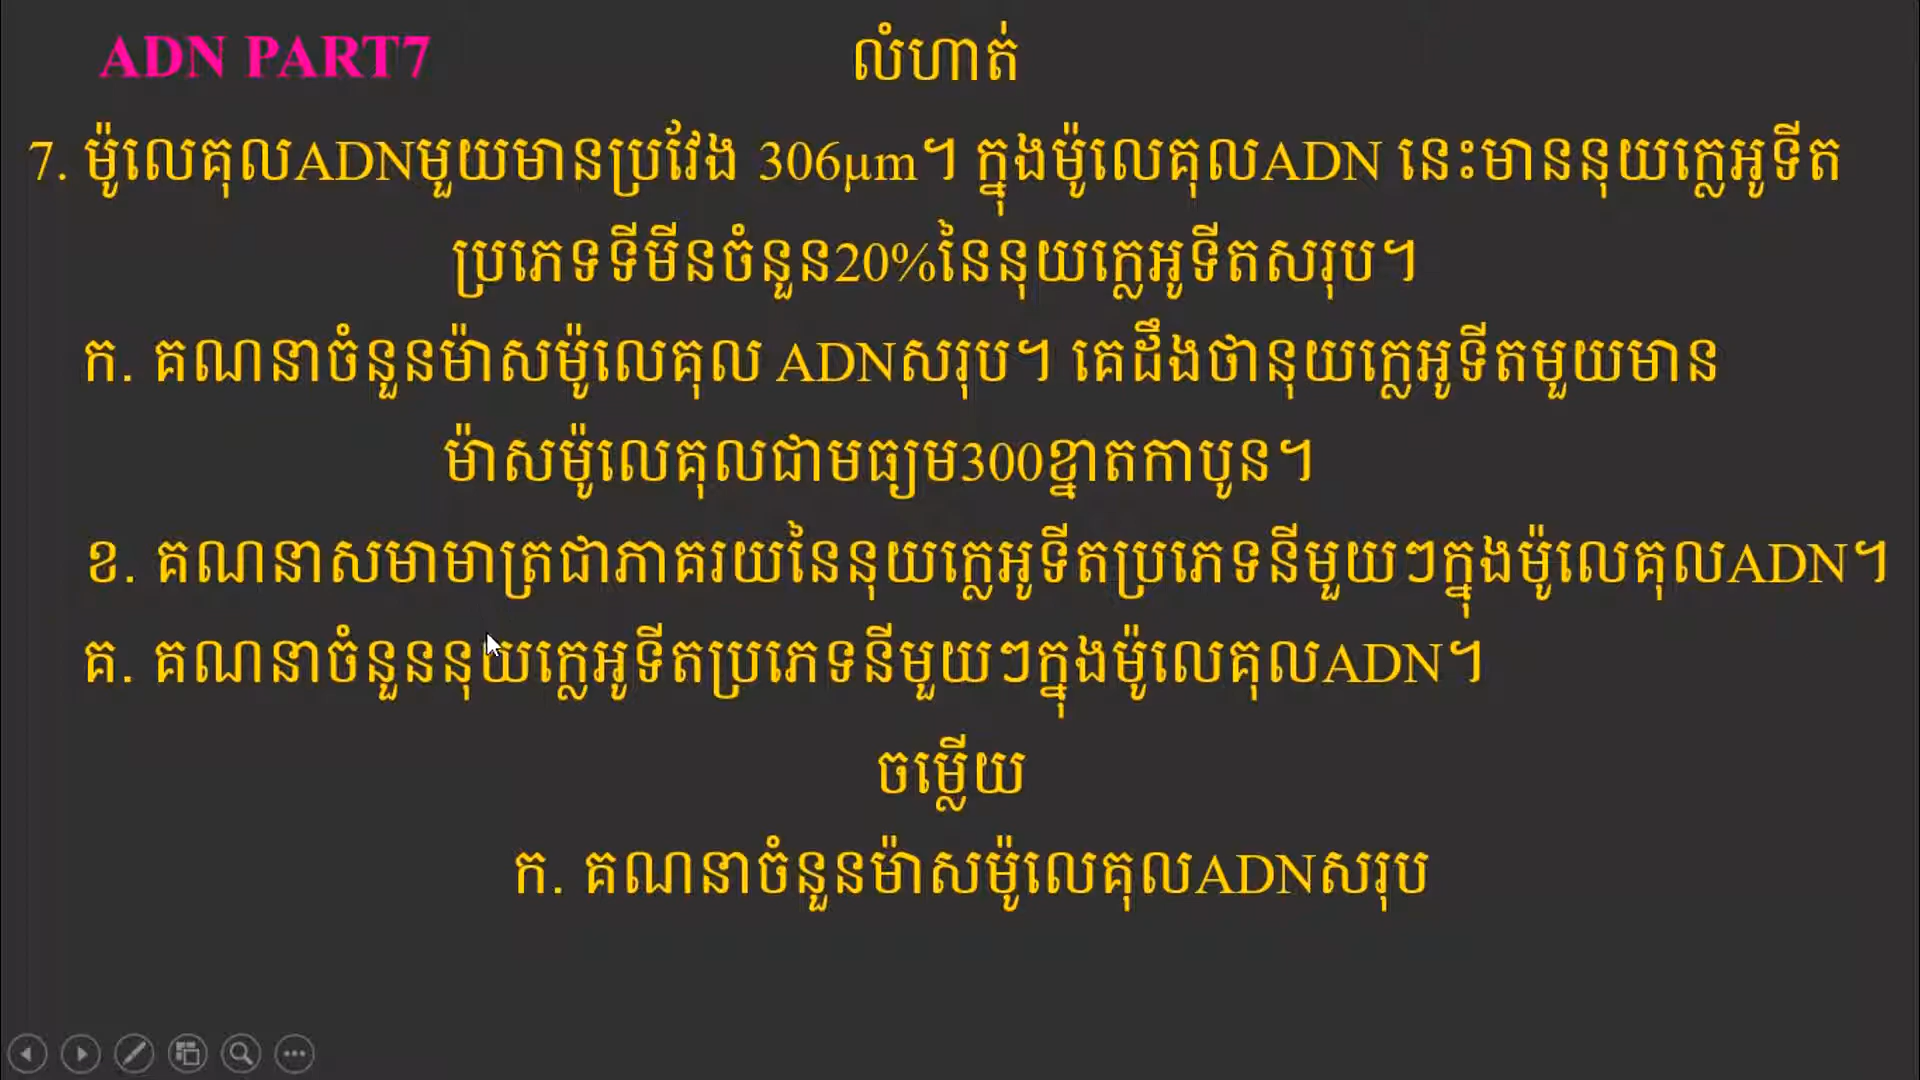 ADN PART7
លំហាត់
7. ម៉ូលេគុលADNមួយមានប្រវែង 306μm។ ក្នុងម៉ូលេគុលADN នេះមាននុយក្លេអូទីត
ប្រភេទទីមីនចំនួន20%នៃនុយក្លេអូទីតសរុប។
ក. គណនាចំនួនម៉ាសម៉ូលេគុល ADNសរុប។ គេដឹងថានុយក្លេអូទីតមួយមាន
ម៉ាសម៉ូលេគុលជាមធ្យម300ខ្នាតកាបូន។
ខ. គណនាសមាមាត្រជាភាគរយនៃនុយក្លេអូទីតប្រភេទនីមួយៗក្នុងម៉ូលេគុលADN។
គ. គណនាចំនួននុយក្លេអូទីតប្រភេទនីមួយៗក្នុងម៉ូលេគុលADN។
ចម្លើយ
ក. គណនាចំនួនម៉ាសម៉ូលេគុលADNសរុប